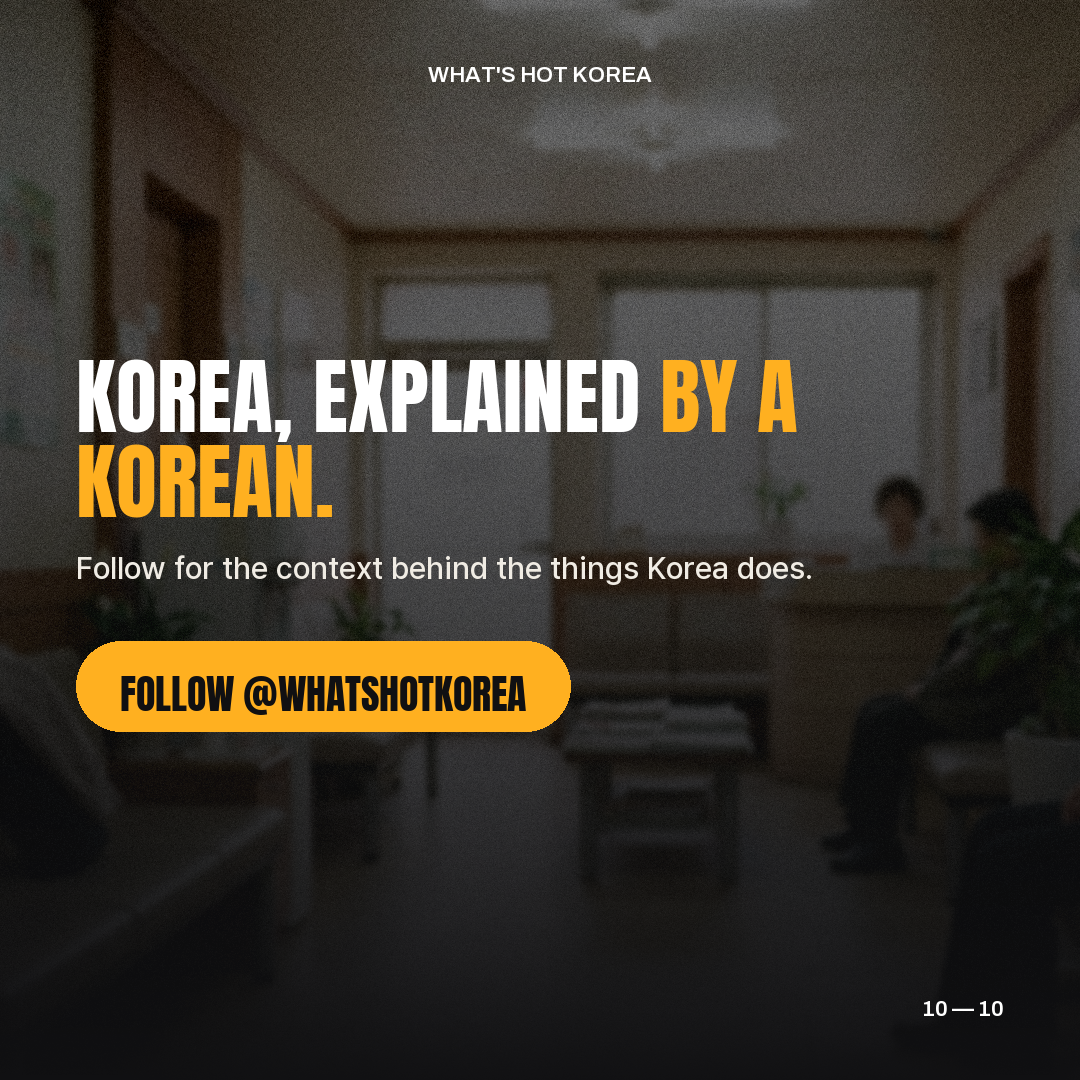 WHAT'S HOT KOREA
KOREA, EXPLAINED BY A
KOREAN.
Follow for the context behind the things Korea does.
FOLLOW @WHATSHOTKOREA
10 — 10